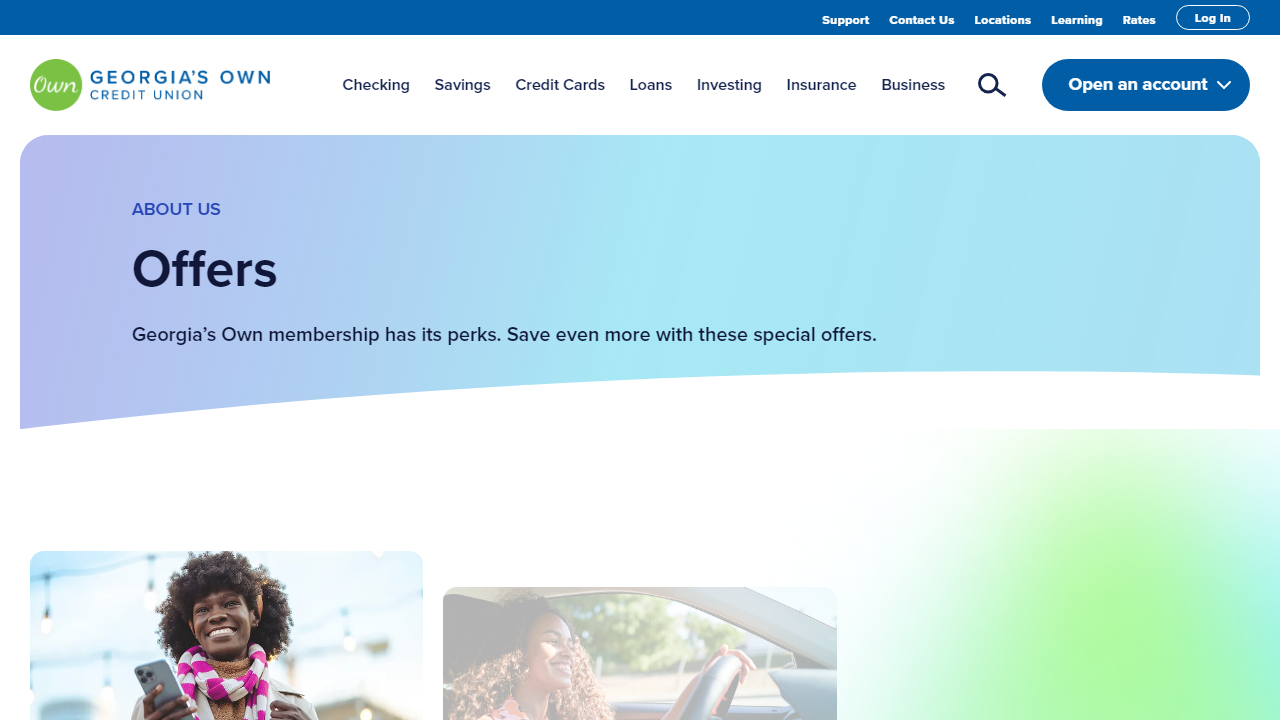 Support Contact Us Locations Learning Rates Log In
Own GEORGIA'S OWN
CREDIT UNION
Checking Savings Credit Cards Loans Investing Insurance Business
Open an account
ABOUT US
Offers
Georgia’s Own membership has its perks. Save even more with these special offers.